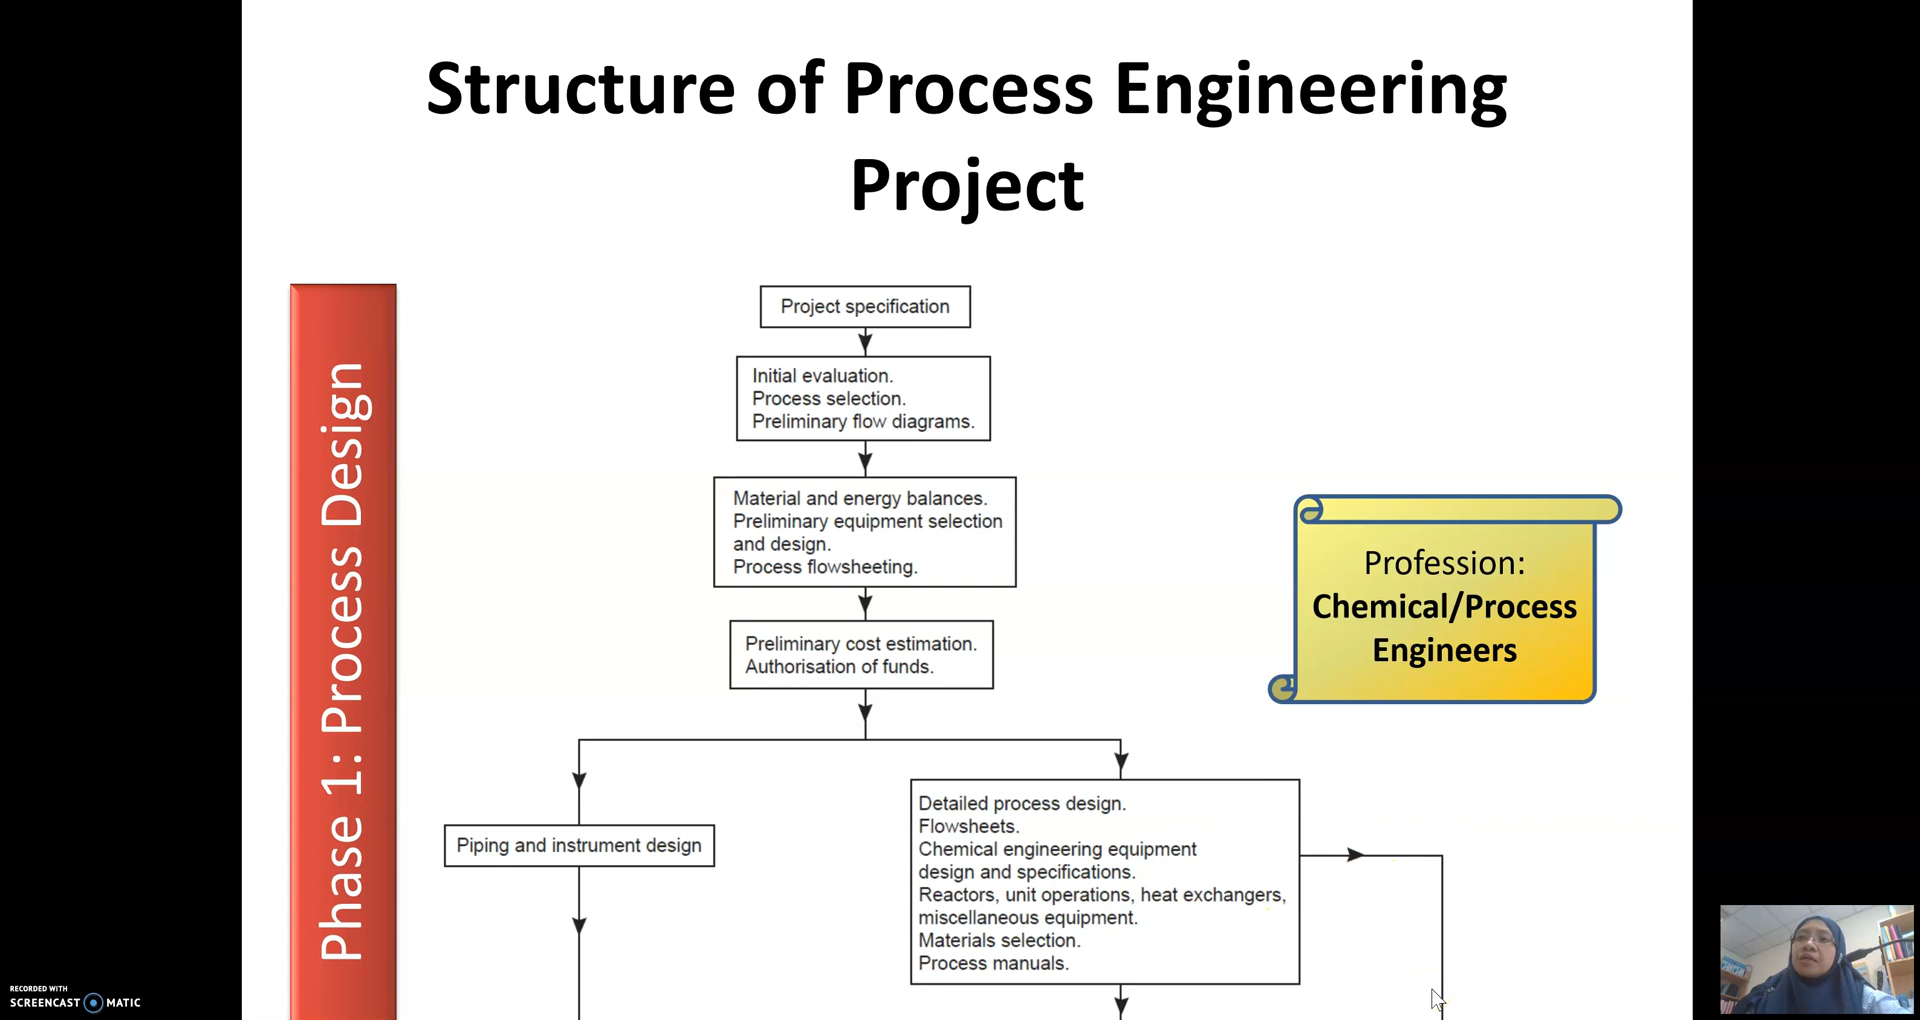 Structure of Process Engineering
Project
Phase 1: Process Design
Project specification
Initial evaluation.
Process selection.
Preliminary flow diagrams.
Material and energy balances.
Preliminary equipment selection
and design.
Process flowsheeting.
Preliminary cost estimation.
Authorisation of funds.
Profession:
Chemical/Process
Engineers
Piping and instrument design
Detailed process design.
Flowsheets.
Chemical engineering equipment
design and specifications.
Reactors, unit operations, heat exchangers,
miscellaneous equipment.
Materials selection.
Process manuals.
RECORDED WITH
SCREENCAST MATIC